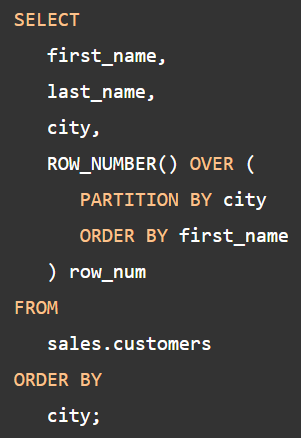 SELECT
first_name,
last_name,
city,
ROW_NUMBER() OVER (
PARTITION BY city
ORDER BY first_name
) row_num
FROM
sales.customers
ORDER BY
city;